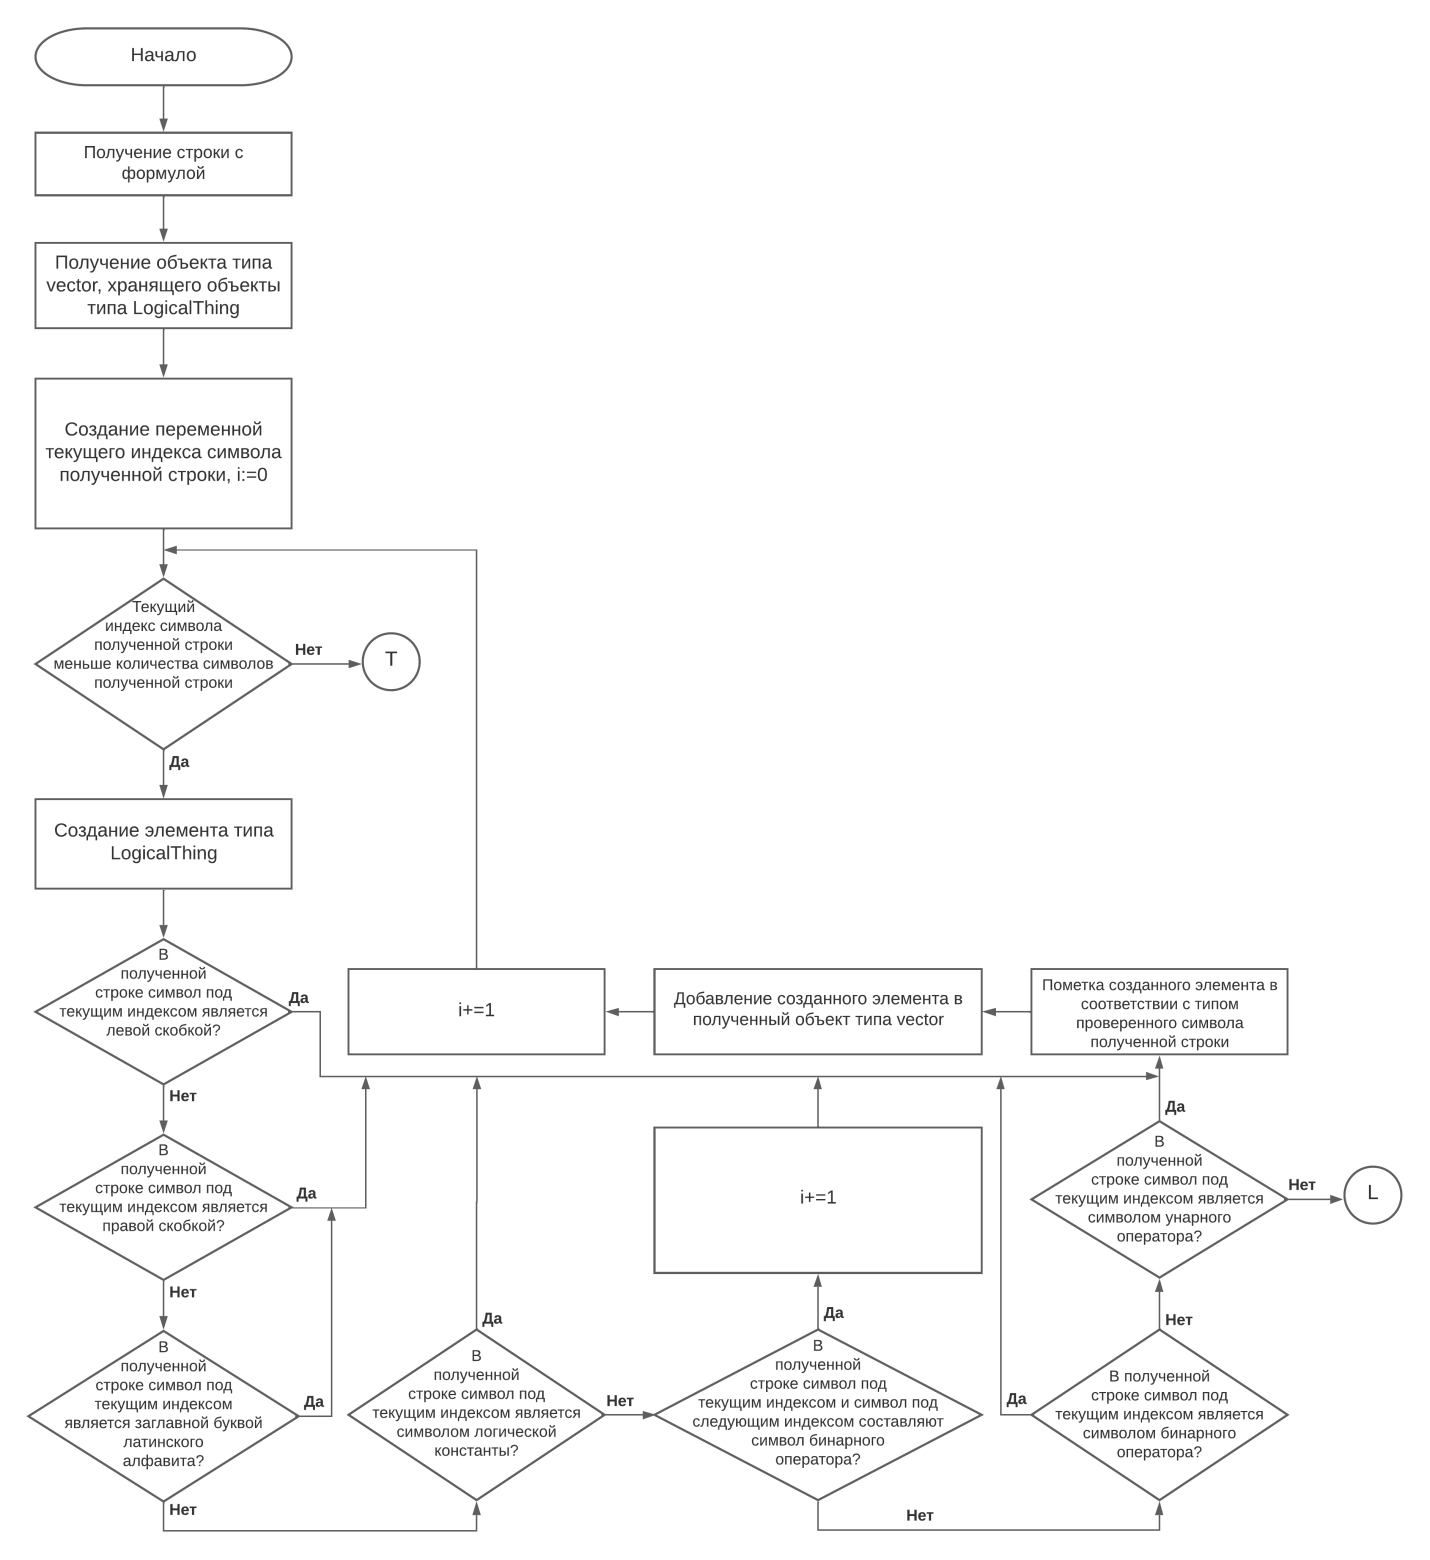 Начало
Получение строки с
формулой
Получение объекта типа
vector, хранящего объекты
типа LogicalThing
Создание переменной
текущего индекса символа
полученной строки, i:=0
Текущий
индекс символа
полученной строки
меньше количества символов
полученной строки
Нет
T
Да
Создание элемента типа
LogicalThing
В
полученной
строке символ под
текущим индексом является
левой скобкой?
Да
Нет
i+=1
Добавление созданного элемента в
полученный объект типа vector
Пометка созданного элемента в
соответствии с типом
проверенного символа
полученной строки
В
полученной
строке символ под
текущим индексом является
правой скобкой?
Да
Нет
i+=1
Да
В
полученной
строке символ под
текущим индексом является
символом унарного
оператора?
Нет
L
В
полученной
строке символ под
текущим индексом
является заглавной буквой
латинского
алфавита?
Да
Нет
Да
В
полученной
строке символ под
текущим индексом является
символом логической
константы?
Нет
Да
В
полученной
строке символ под
текущим индексом и символ под
следующим индексом составляют
символ бинарного
оператора?
Нет
Нет
Да
В полученной
строке символ под
текущим индексом является
символом бинарного
оператора?